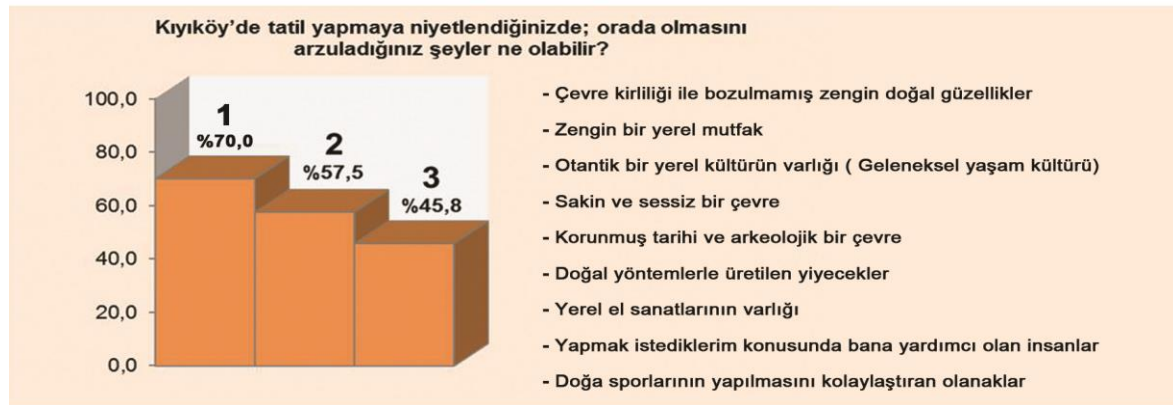 Kıyıköy’de tatil yapmaya niyetlendiğinizde; orada olmasını
arzuladığınız şeyler ne olabilir?
100,0
80,0
60,0
40,0
20,0
0,0
1
%70,0
2
%57,5
3
%45,8
- Çevre kirliliği ile bozulmamış zengin doğal güzellikler
- Zengin bir yerel mutfak
- Otantik bir yerel kültürün varlığı ( Geleneksel yaşam kültürü)
- Sakin ve sessiz bir çevre
- Korunmuş tarihi ve arkeolojik bir çevre
- Doğal yöntemlerle üretilen yiyecekler
- Yerel el sanatlarının varlığı
- Yapmak istediklerim konusunda bana yardımcı olan insanlar
- Doğa sporlarının yapılmasını kolaylaştıran olanaklar